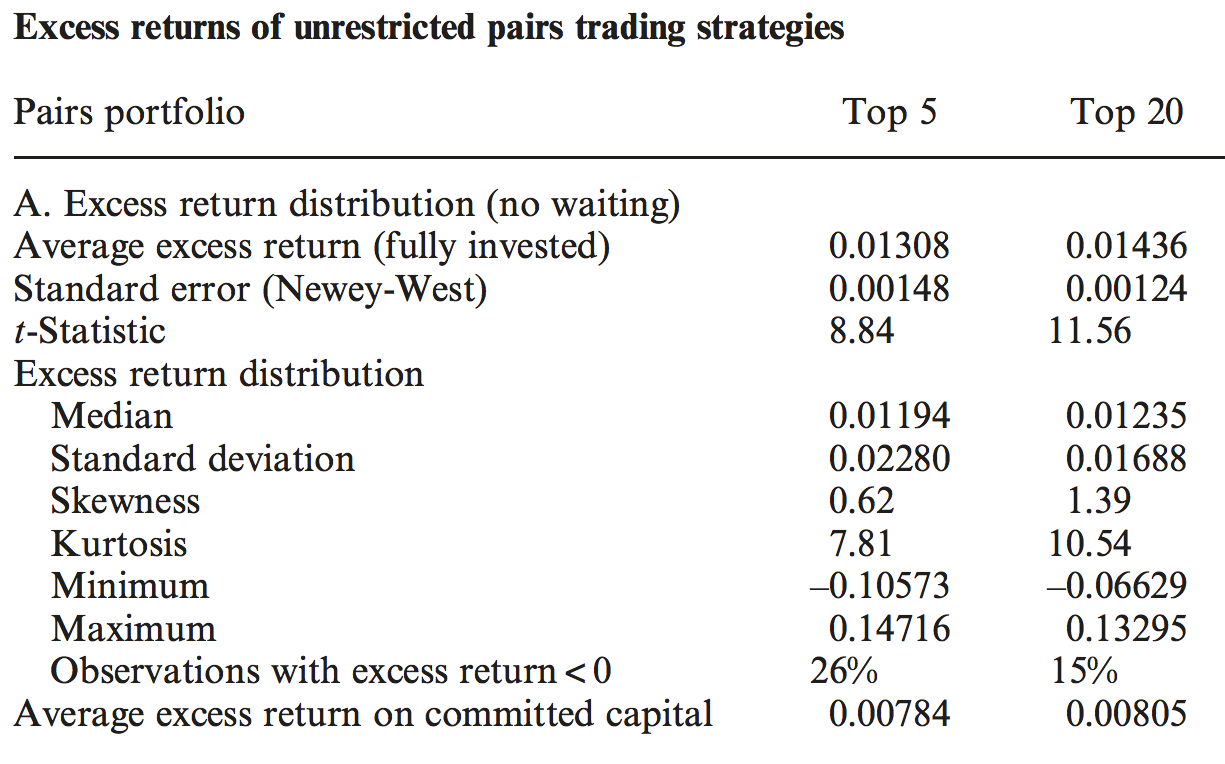 Excess returns of unrestricted pairs trading strategies
Pairs portfolio Top 5 Top 20
A. Excess return distribution (no waiting)
Average excess return (fully invested) 0.01308 0.01436
Standard error (Newey-West) 0.00148 0.00124
t-Statistic 8.84 11.56
Excess return distribution
Median 0.01194 0.01235
Standard deviation 0.02280 0.01688
Skewness 0.62 1.39
Kurtosis 7.81 10.54
Minimum –0.10573 –0.06629
Maximum 0.14716 0.13295
Observations with excess return < 0 26% 15%
Average excess return on committed capital 0.00784 0.00805